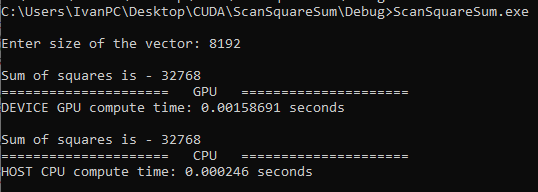 C:\Users\IvanPC\Desktop\CUDA\ScanSquareSum\Debug>ScanSquareSum.exe
Enter size of the vector: 8192
Sum of squares is - 32768
====================   GPU   ====================
DEVICE GPU compute time: 0.00158691 seconds
Sum of squares is - 32768
====================   CPU   ====================
HOST CPU compute time: 0.000246 seconds